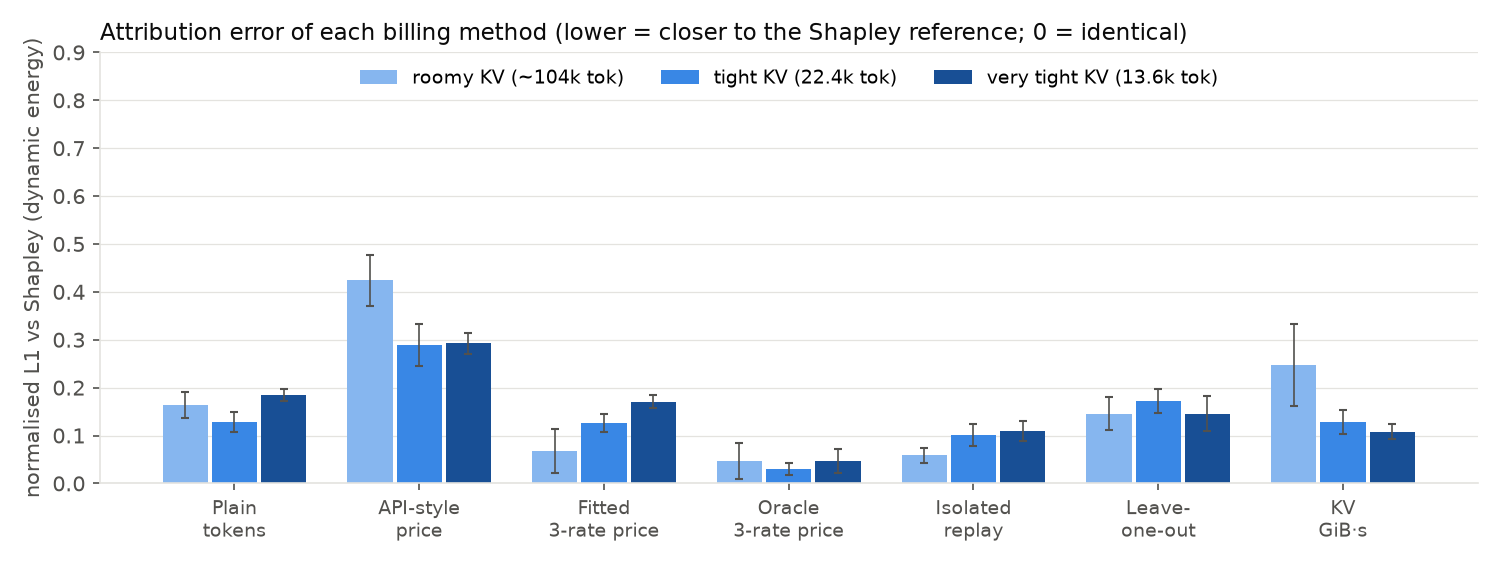 Attribution error of each billing method (lower = closer to the Shapley reference; 0 = identical)
roomy KV (~104k tok)
tight KV (22.4k tok)
very tight KV (13.6k tok)
normalised L1 vs Shapley (dynamic energy)
0.9
0.8
0.7
0.6
0.5
0.4
0.3
0.2
0.1
0.0
Plain
tokens
API-style
price
Fitted
3-rate price
Oracle
3-rate price
Isolated
replay
Leave-
one-out
KV
GiB·s